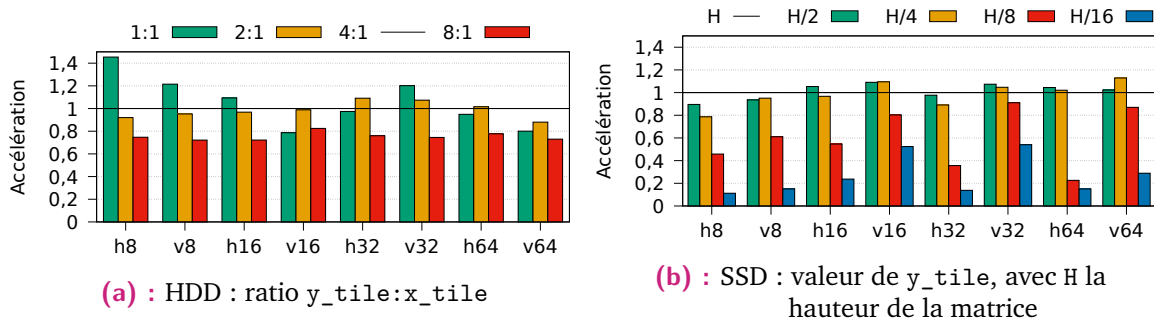 1:1 2:1 4:1 8:1
Accélération
1,4
1,2
1
0,8
0,6
0,4
0,2
0
h8 v8 h16 v16 h32 v32 h64 v64
(a) : HDD : ratio y_tile:x_tile
H H/2 H/4 H/8 H/16
Accélération
1,4
1,2
1
0,8
0,6
0,4
0,2
0
h8 v8 h16 v16 h32 v32 h64 v64
(b) : SSD : valeur de y_tile, avec H la
hauteur de la matrice